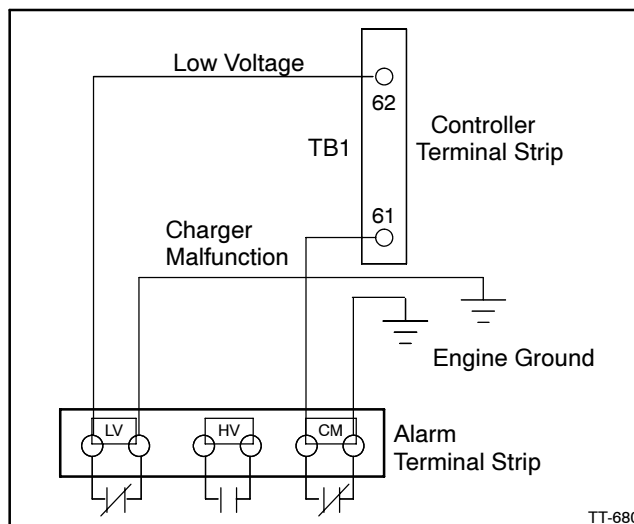 Low Voltage
62
TB1
Controller
Terminal Strip
61
Charger
Malfunction
Engine Ground
LV
HV
CM
Alarm
Terminal Strip